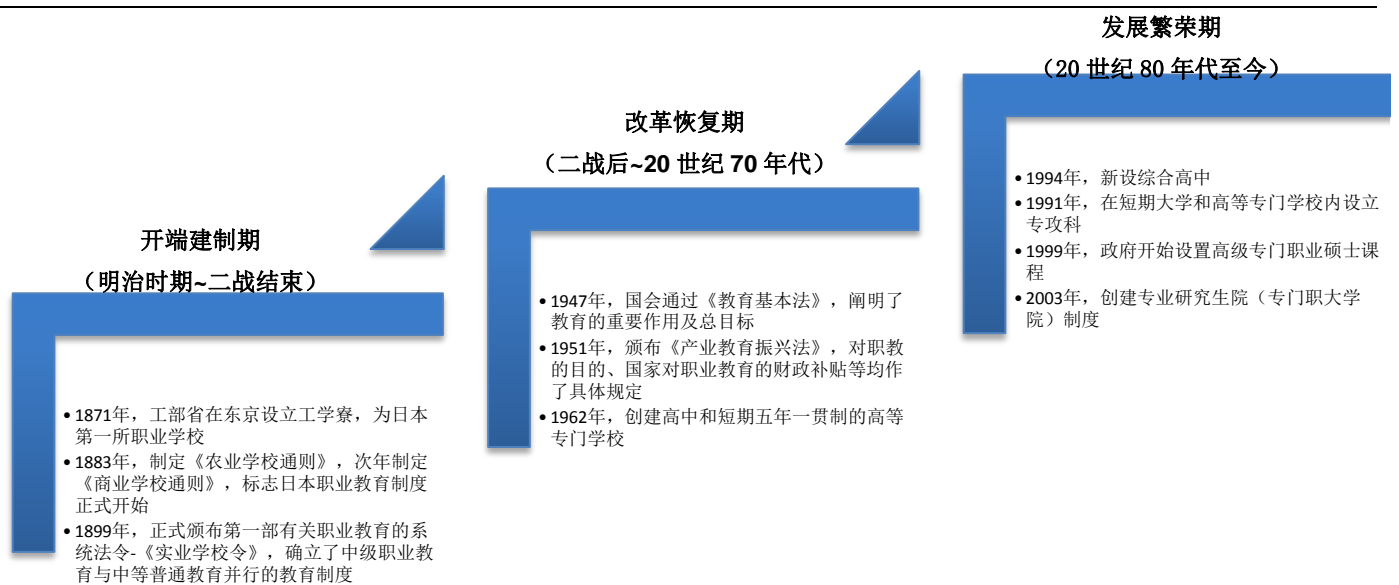 开端建制期
（明治时期~二战结束）
•1871年，工部省在东京设立工学寮，为日本
第一所职业学校
•1883年，制定《农业学校通则》，次年制定
《商业学校通则》，标志日本职业教育制度
正式开始
•1899年，正式颁布第一部有关职业教育的系
统法令-《实业学校令》，确立了中级职业教
育与中等普通教育并行的教育制度
改革恢复期
（二战后~20 世纪 70 年代）
•1947年，国会通过《教育基本法》，阐明了
教育的重要作用及总目标
•1951年，颁布《产业教育振兴法》，对职教
的目的、国家对职业教育的财政补贴等均作
了具体规定
•1962年，创建高中和短期五年一贯制的高等
专门学校
发展繁荣期
（20 世纪 80 年代至今）
•1994年，新设综合高中
•1991年，在短期大学和高等专门学校内设立
专攻科
•1999年，政府开始设置高级专门职业硕士课
程
•2003年，创建专业研究生院（专门职大学
院）制度